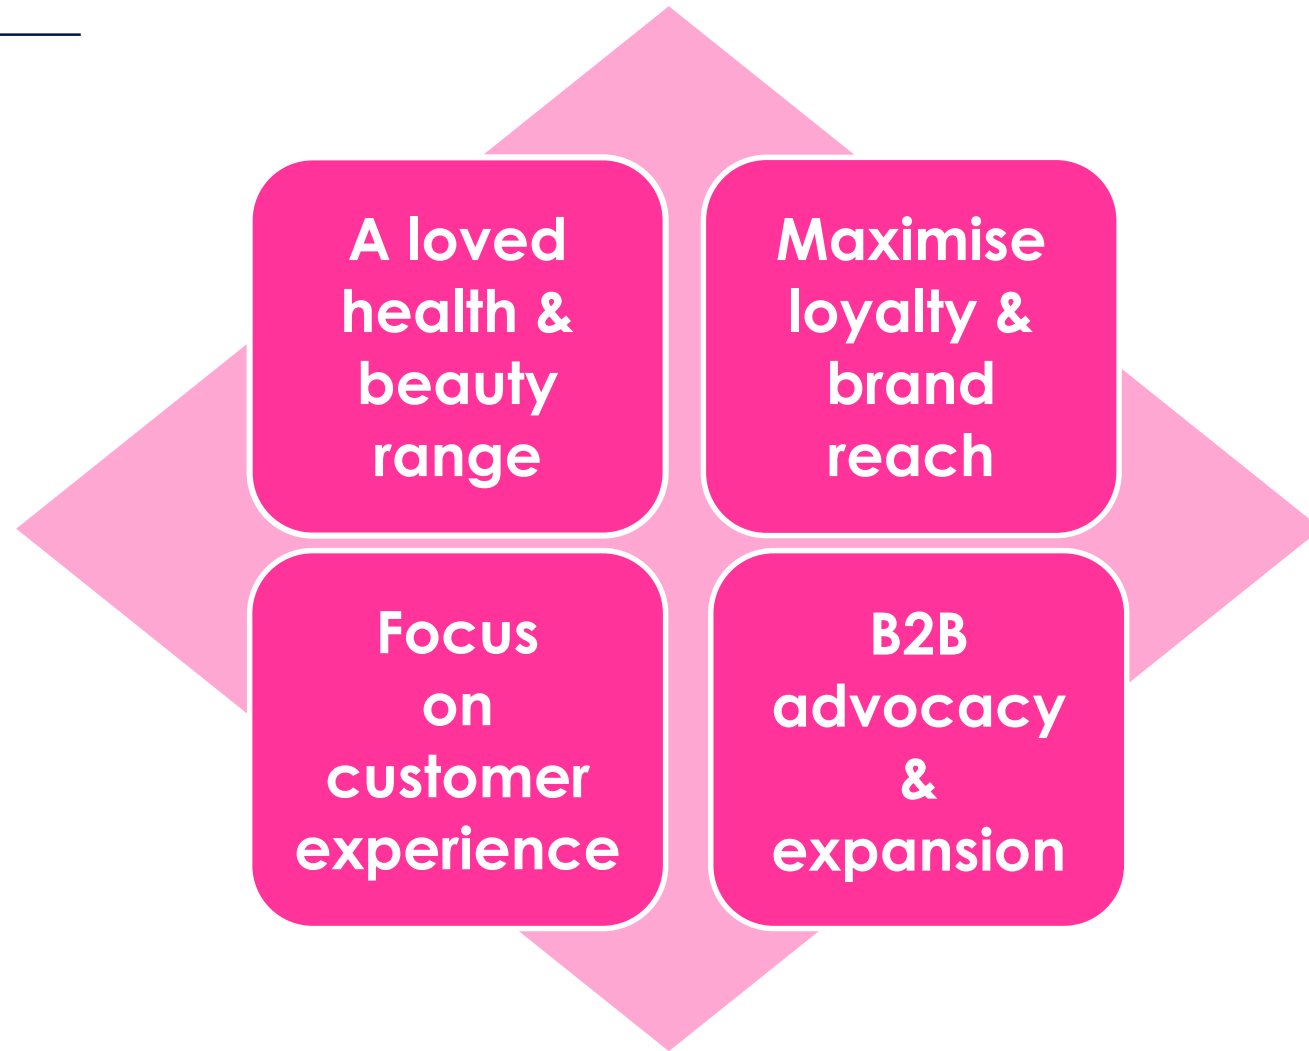 A loved
health &
beauty
range
Maximise
loyalty &
brand
reach
Focus
on
customer
experience
B2B
advocacy
&
expansion